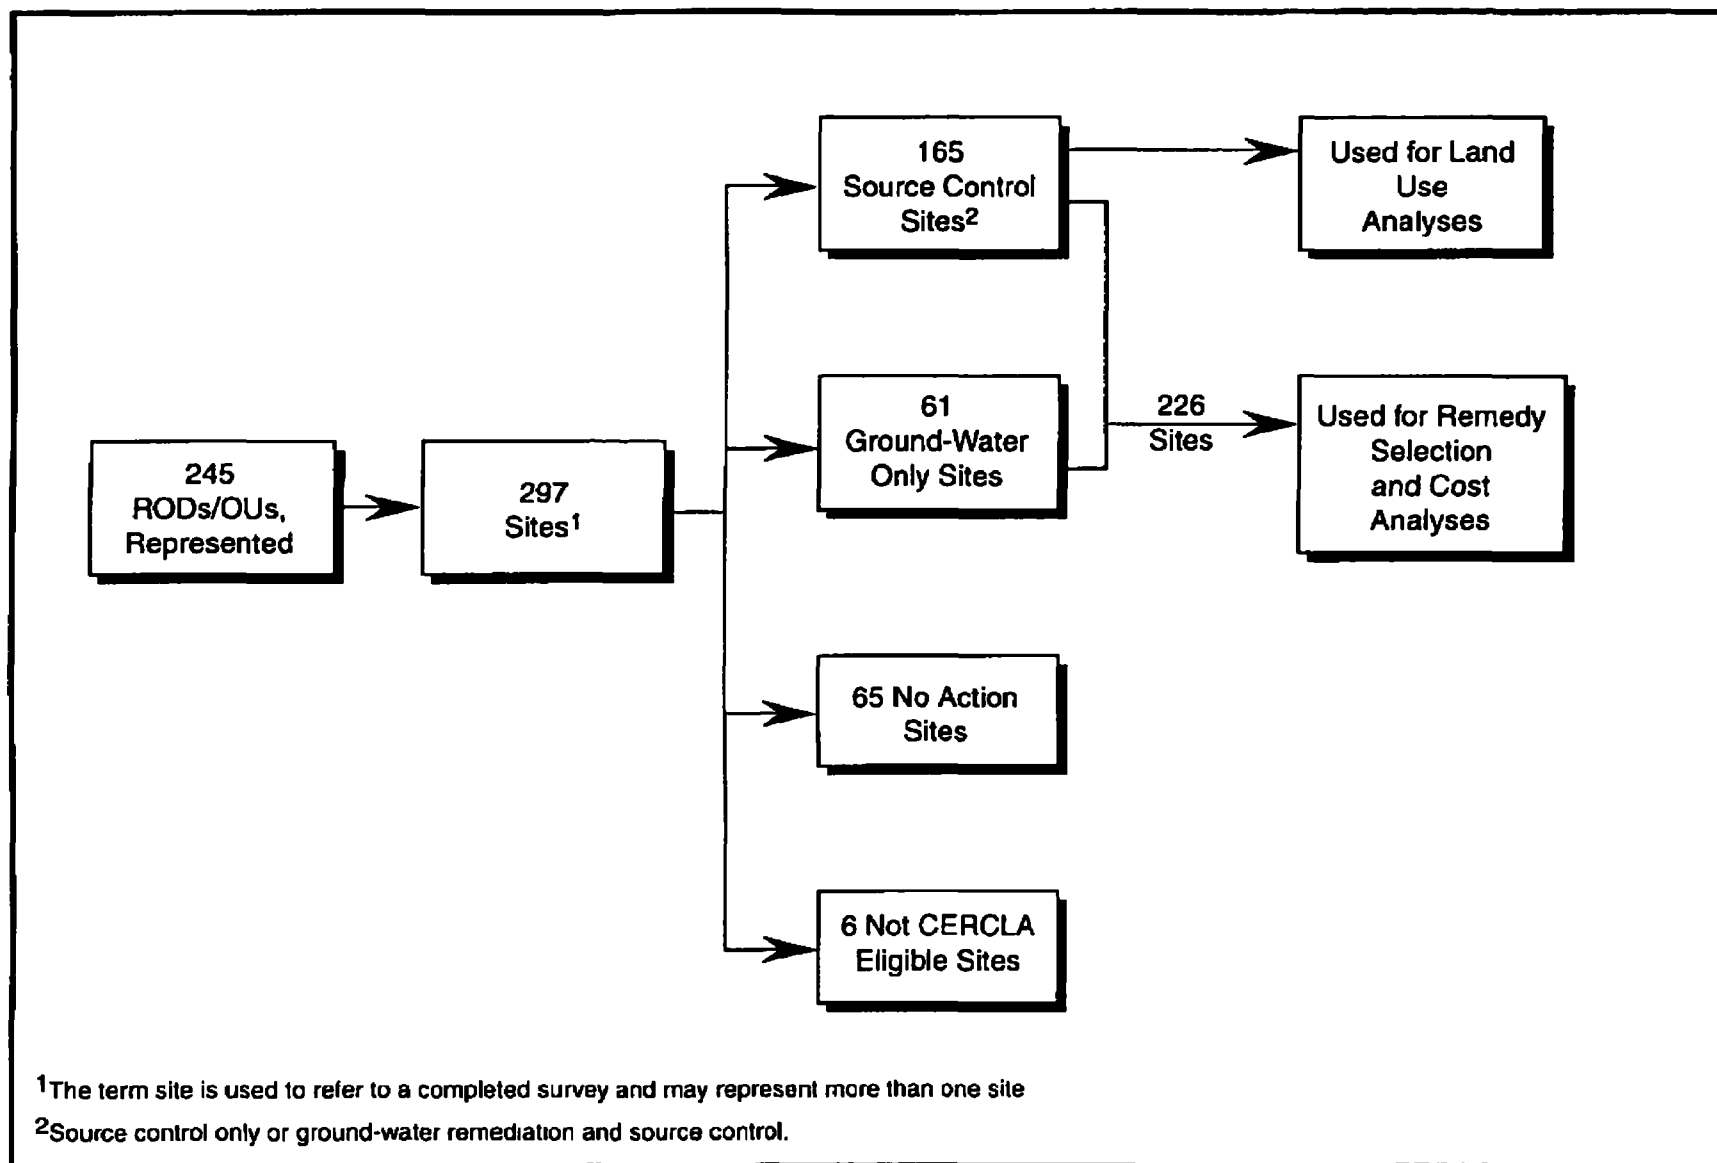 245
RODs/OUs,
Represented
297
Sites1
165
Source Control
Sites2
61
Ground-Water
Only Sites
65 No Action
Sites
6 Not CERCLA
Eligible Sites
226
Sites
Used for Land
Use
Analyses
Used for Remedy
Selection
and Cost
Analyses
1The term site is used to refer to a completed survey and may represent more than one site
2Source control only or ground-water remediation and source control.